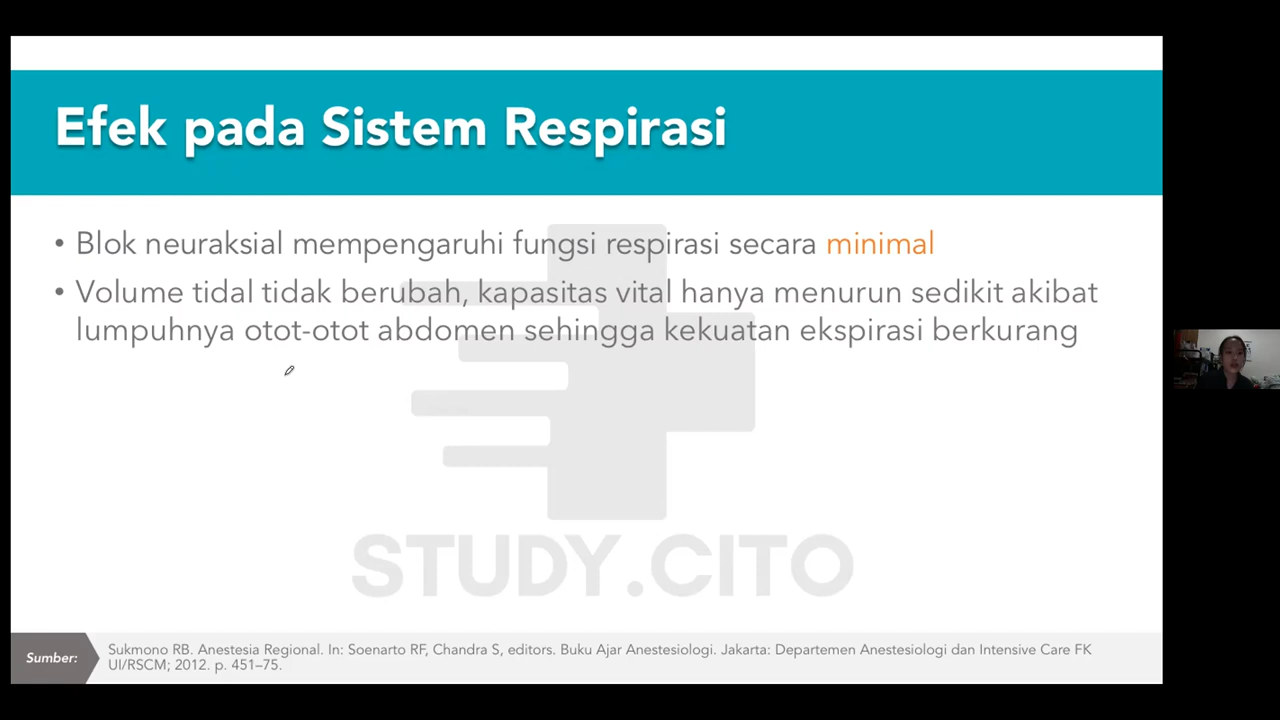 Efek pada Sistem Respirasi
• Blok neuraksial mempengaruhi fungsi respirasi secara minimal
• Volume tidal tidak berubah, kapasitas vital hanya menurun sedikit akibat
lumpuhnya otot-otot abdomen sehingga kekuatan ekspirasi berkurang
STUDY.CITO
Sumber:
Sukmono RB. Anestesia Regional. In: Soenarto RF, Chandra S, editors. Buku Ajar Anestesiologi. Jakarta: Departemen Anestesiologi dan Intensive Care FK
UI/RSCM; 2012. p. 451–75.